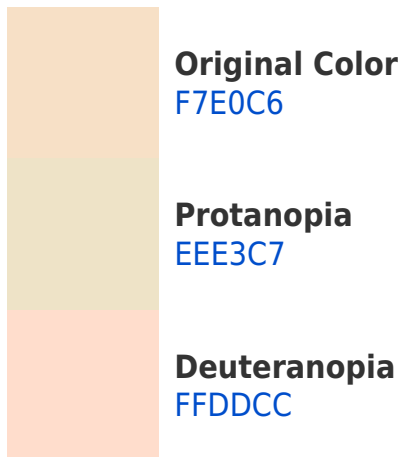 Original Color
F7E0C6
Protanopia
EEE3C7
Deuteranopia
FFDDCC